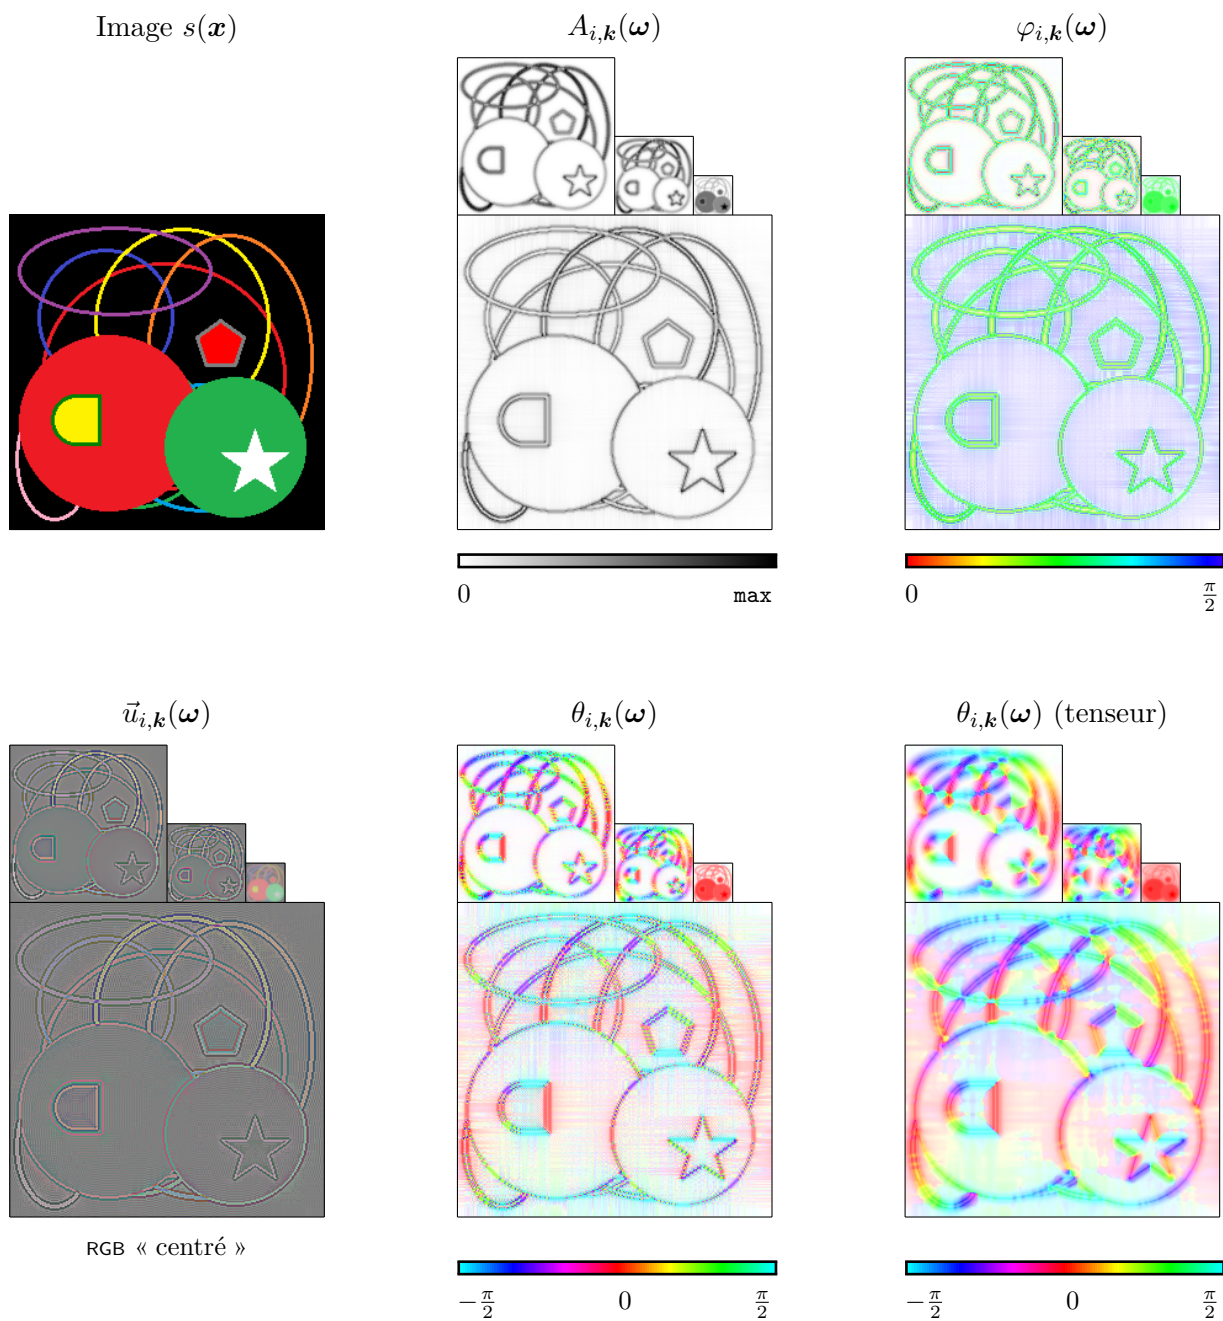 Image s(𝒙)
A_{i,𝒌}(𝝎)
φ_{i,𝒌}(𝝎)
0 max
0 π/2
u⃗_{i,𝒌}(𝝎)
θ_{i,𝒌}(𝝎)
θ_{i,𝒌}(𝝎) (tenseur)
RGB « centré »
−π/2 0 π/2
−π/2 0 π/2